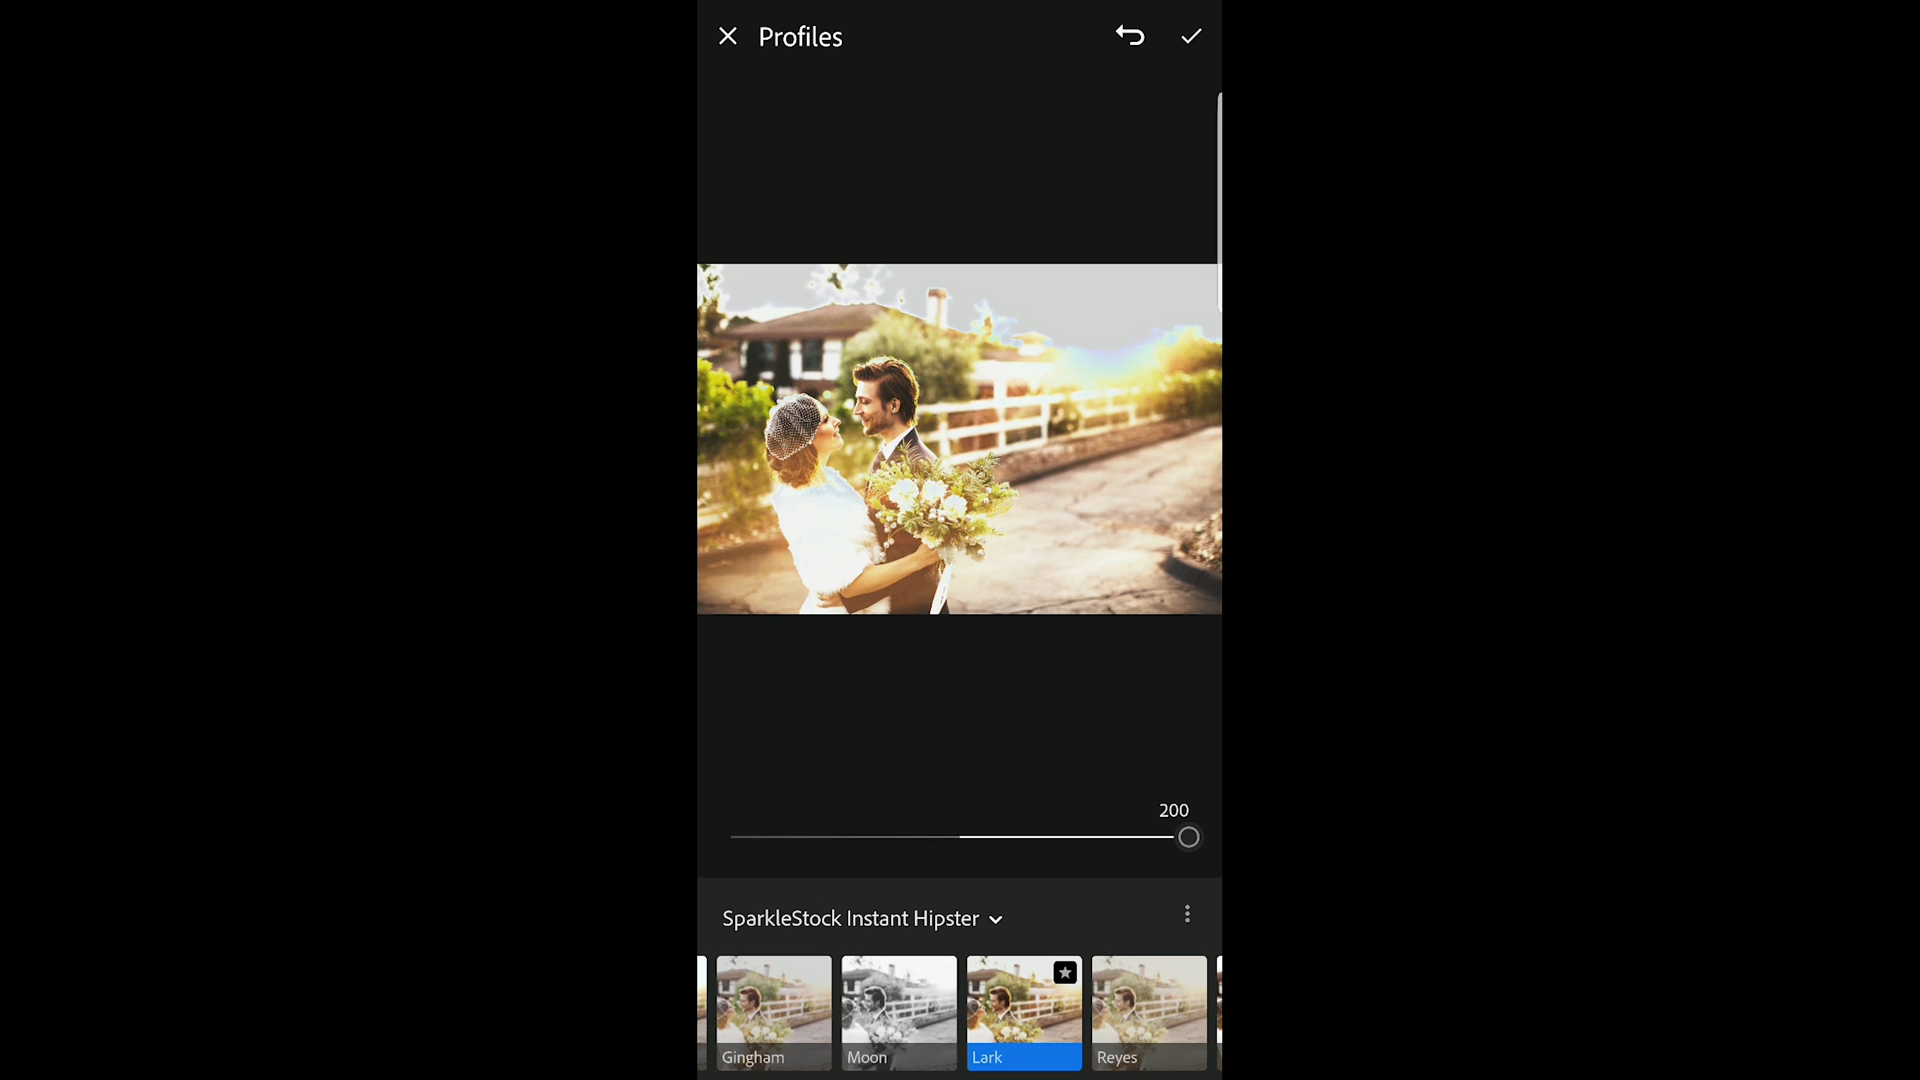 Profiles
200
SparkleStock Instant Hipster
Gingham
Moon
Lark
Reyes